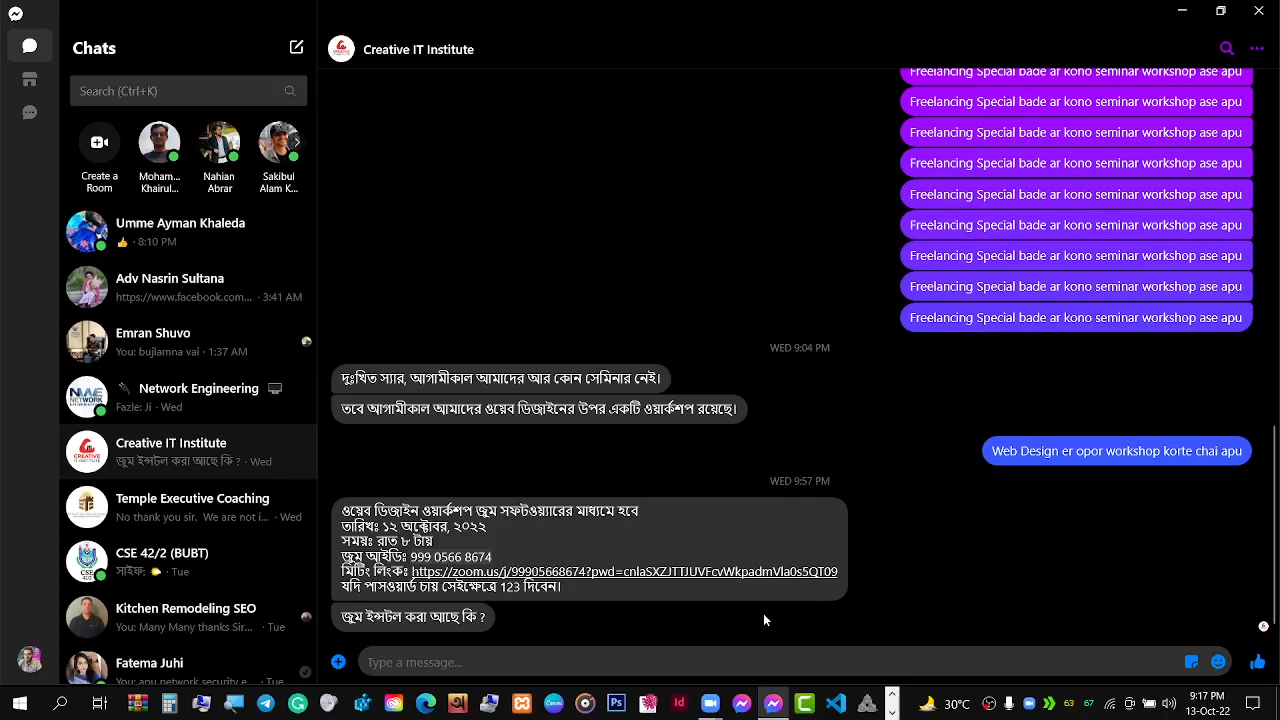 Chats
Search (Ctrl+K)
Create a
Room
Moham...
Khairul...
Nahian
Abrar
Sakibul
Alam K...
Umme Ayman Khaleda
👍 · 8:10 PM
Adv Nasrin Sultana
https://www.facebook.com... · 3:41 AM
Emran Shuvo
You: bujlamna vai · 1:37 AM
Network Engineering
Fazle: Ji · Wed
Creative IT Institute
জুম ইন্সটল করা আছে কি ? · Wed
Temple Executive Coaching
No thank you sir. We are not i... · Wed
CSE 42/2 (BUBT)
সাইফ: · Tue
Kitchen Remodeling SEO
You: Many Many thanks Sir... · Tue
Fatema Juhi
You: apu network security e... · Tue
Creative IT Institute
Freelancing Special bade ar kono seminar workshop ase apu
Freelancing Special bade ar kono seminar workshop ase apu
Freelancing Special bade ar kono seminar workshop ase apu
Freelancing Special bade ar kono seminar workshop ase apu
Freelancing Special bade ar kono seminar workshop ase apu
Freelancing Special bade ar kono seminar workshop ase apu
Freelancing Special bade ar kono seminar workshop ase apu
Freelancing Special bade ar kono seminar workshop ase apu
Freelancing Special bade ar kono seminar workshop ase apu
WED 9:04 PM
দুঃখিত স্যার, আগামীকাল আমাদের আর কোন সেমিনার নেই।
তবে আগামীকাল আমাদের ওয়েব ডিজাইনের উপর একটি ওয়ার্কশপ রয়েছে।
Web Design er opor workshop korte chai apu
WED 9:57 PM
ওয়েব ডিজাইন ওয়ার্কশপ জুম সফটওয়্যারের মাধ্যমে হবে
তারিখঃ ১২ অক্টোবর, ২০২২
সময়ঃ রাত ৮ টায়
জুম আইডিঃ 999 0566 8674
মিটিং লিংকঃ https://zoom.us/j/99905668674?pwd=cnlaSXZJTTJUVFcvWkpadmVla0s5QT09
যদি পাসওয়ার্ড চায় সেইক্ষেত্রে 123 দিবেন।
জুম ইন্সটল করা আছে কি ?
Type a message...
30°C
63
67
9:17 PM
13-Oct-22